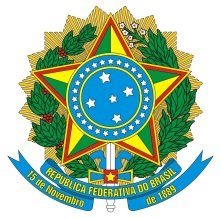 REPÚBLICA FEDERATIVA DO BRASIL
15 de Novembro
de 1889